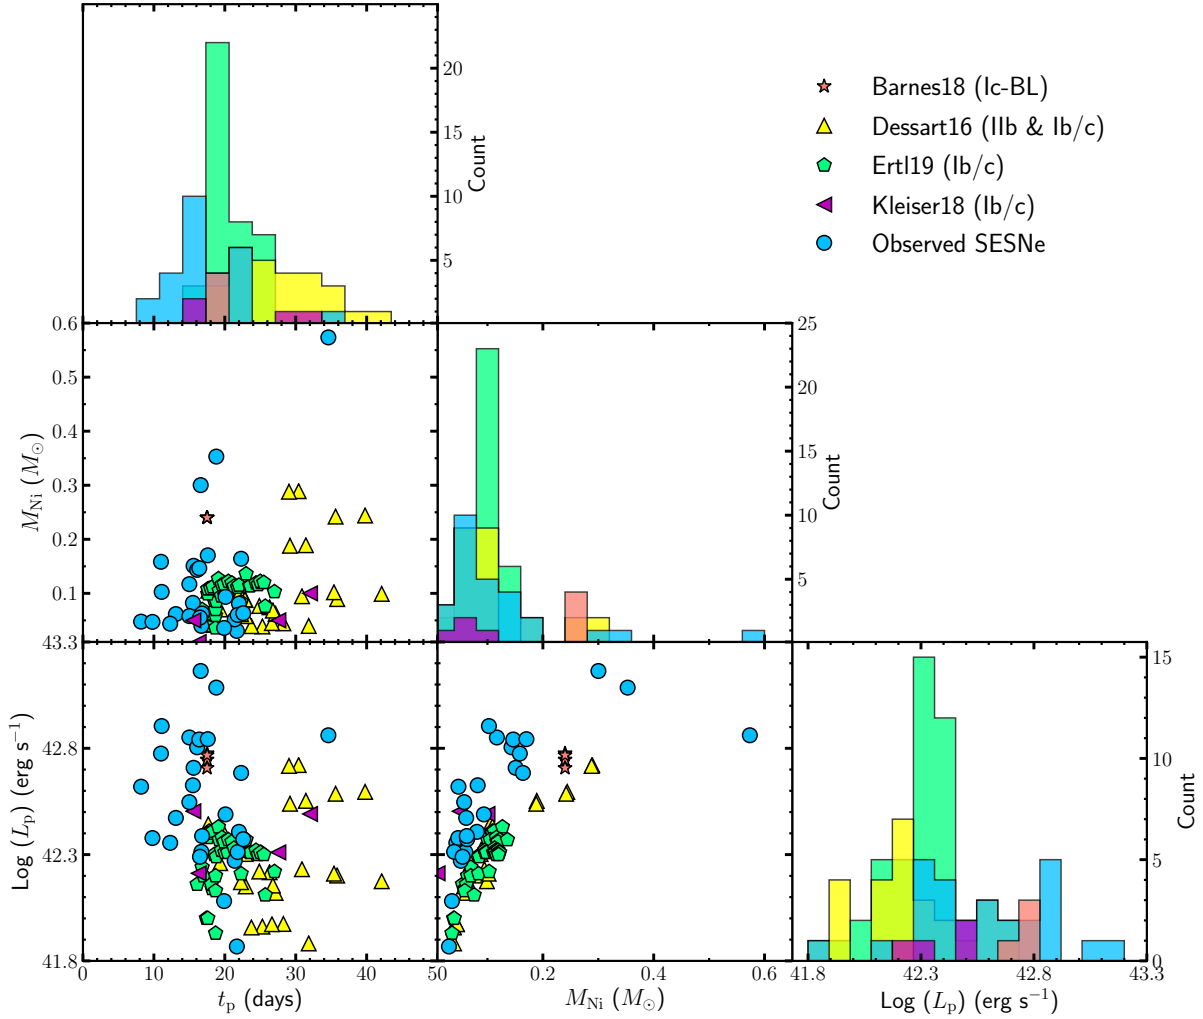 20
15
10
5
Count
Barnes18 (Ic-BL)
Dessart16 (IIb & Ib/c)
Ertl19 (Ib/c)
Kleiser18 (Ib/c)
Observed SESNe
0.6
0.5
0.4
0.3
0.2
0.1
M_Ni (M_⊙)
25
20
15
10
5
Count
43.3
42.8
42.3
41.8
Log (L_p) (erg s⁻¹)
15
10
5
0
Count
0 10 20 30 40 50
t_p (days)
0.2 0.4 0.6
M_Ni (M_⊙)
41.8 42.3 42.8 43.3
Log (L_p) (erg s⁻¹)